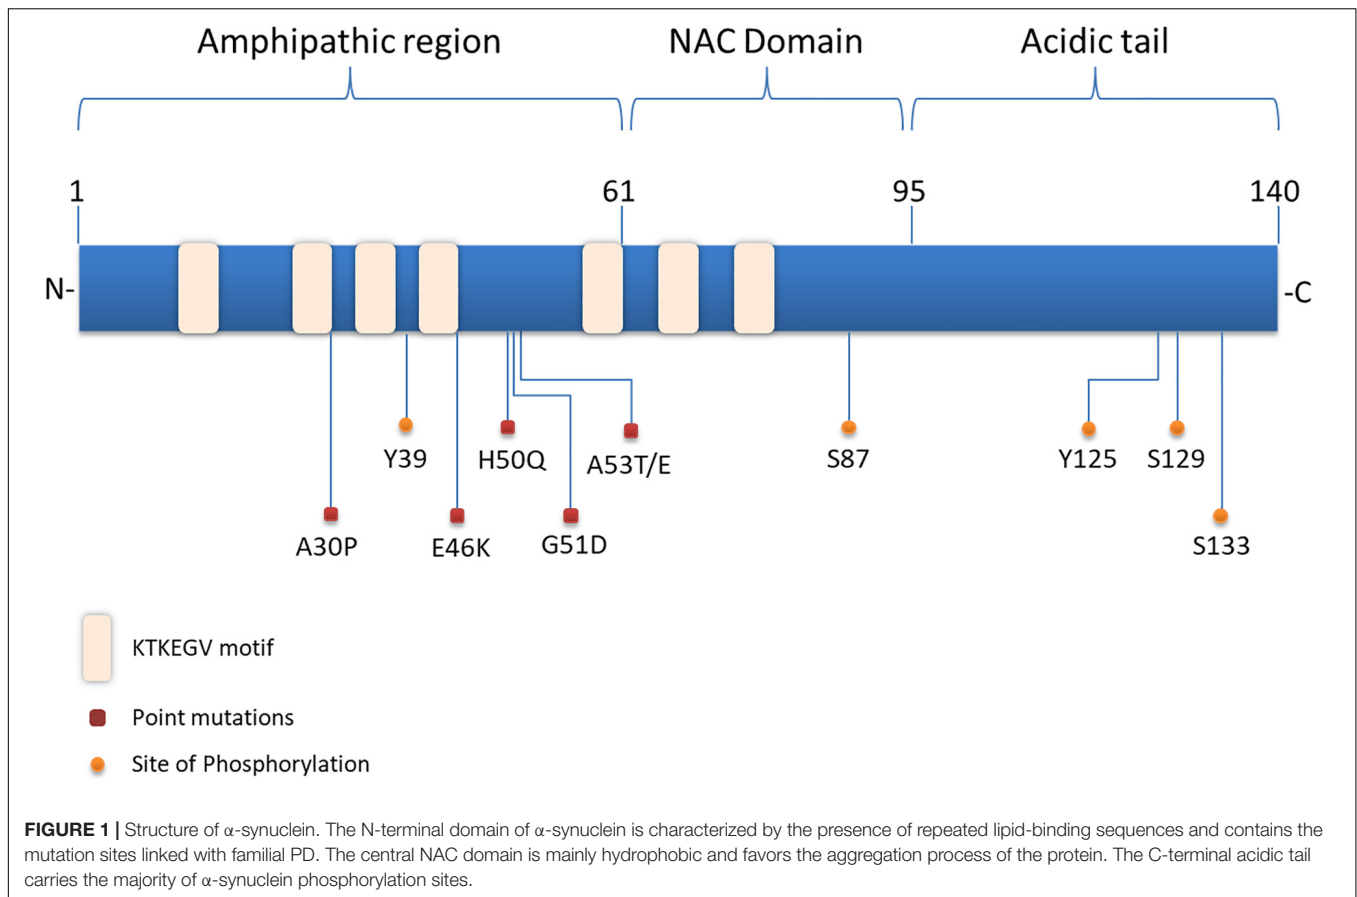 Amphipathic region NAC Domain Acidic tail
1 61 95 140
N- -C
Y39 H50Q A53T/E S87 Y125 S129
A30P E46K G51D S133
KTKEGV motif
Point mutations
Site of Phosphorylation
FIGURE 1 | Structure of α-synuclein. The N-terminal domain of α-synuclein is characterized by the presence of repeated lipid-binding sequences and contains the
mutation sites linked with familial PD. The central NAC domain is mainly hydrophobic and favors the aggregation process of the protein. The C-terminal acidic tail
carries the majority of α-synuclein phosphorylation sites.